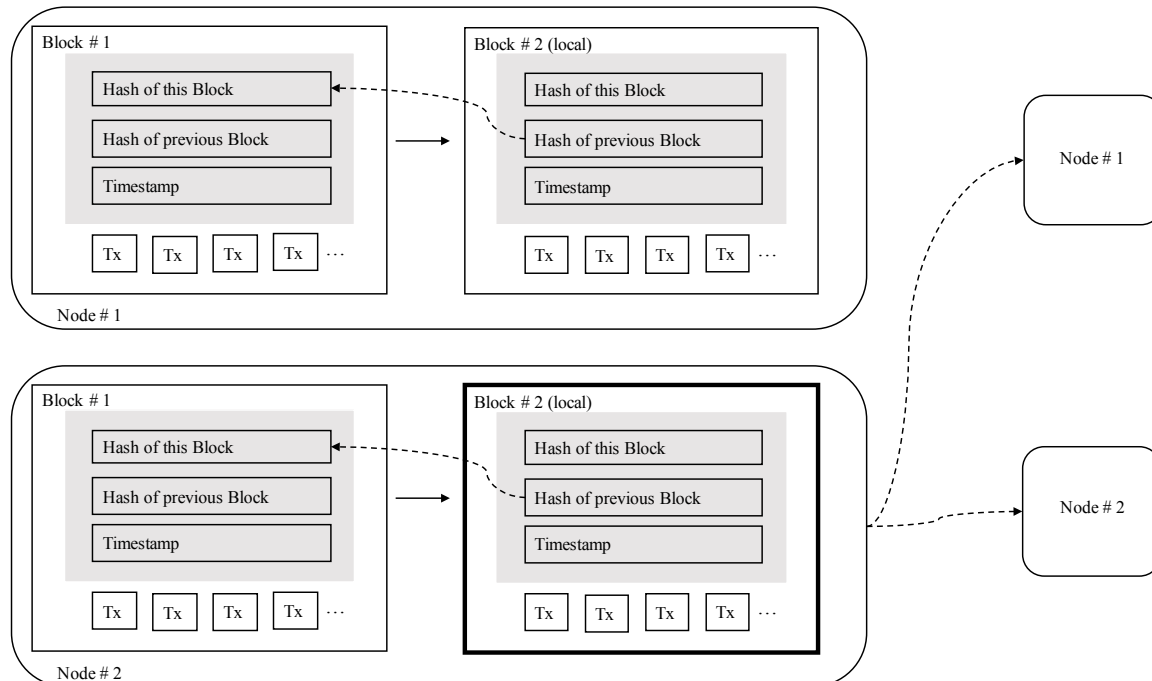 Block # 1
Hash of this Block
Hash of previous Block
Timestamp
Tx Tx Tx Tx ...
Block # 2 (local)
Hash of this Block
Hash of previous Block
Timestamp
Tx Tx Tx Tx ...
Node # 1
Node # 1
Block # 1
Hash of this Block
Hash of previous Block
Timestamp
Tx Tx Tx Tx ...
Block # 2 (local)
Hash of this Block
Hash of previous Block
Timestamp
Tx Tx Tx Tx ...
Node # 2
Node # 2